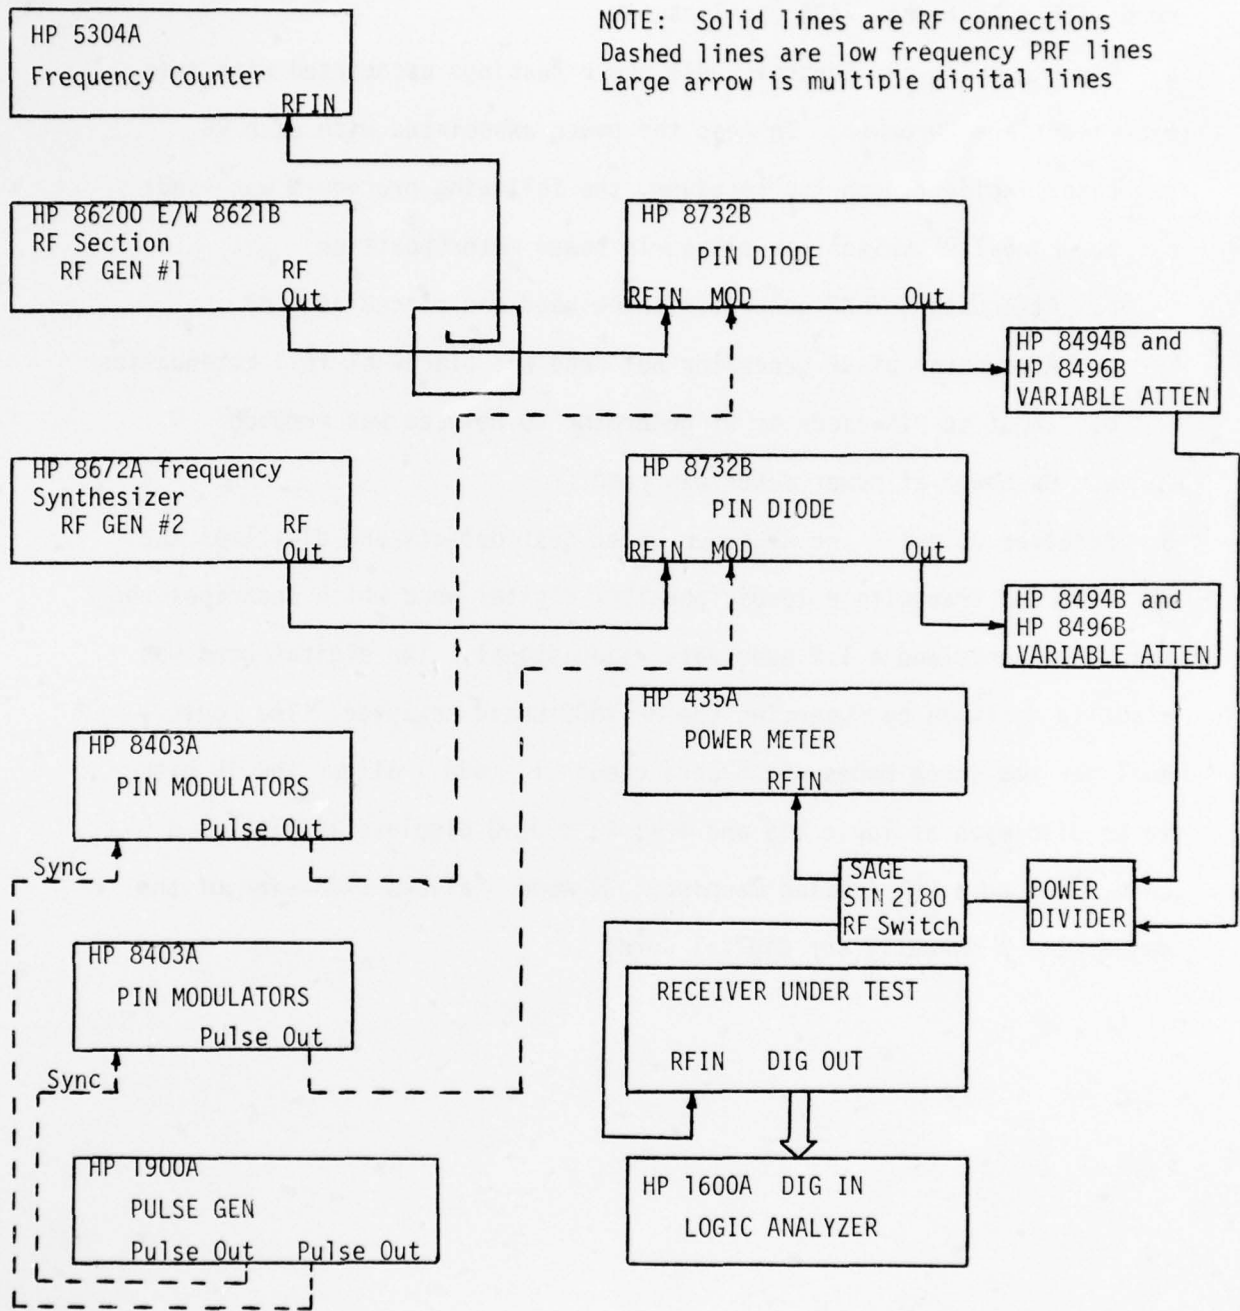 NOTE: Solid lines are RF connections
Dashed lines are low frequency PRF lines
Large arrow is multiple digital lines
HP 5304A
Frequency Counter
RFIN
HP 86200 E/W 8621B
RF Section
RF GEN #1
RF
Out
HP 8732B
PIN DIODE
RFIN MOD Out
HP 8494B and
HP 8496B
VARIABLE ATTEN
HP 8672A frequency
Synthesizer
RF GEN #2
RF
Out
HP 8732B
PIN DIODE
RFIN MOD Out
HP 8494B and
HP 8496B
VARIABLE ATTEN
HP 435A
POWER METER
RFIN
HP 8403A
PIN MODULATORS
Pulse Out
Sync
SAGE
STN 2180
RF Switch
POWER
DIVIDER
HP 8403A
PIN MODULATORS
Pulse Out
Sync
RECEIVER UNDER TEST
RFIN DIG OUT
HP 1900A
PULSE GEN
Pulse Out Pulse Out
HP 1600A DIG IN
LOGIC ANALYZER